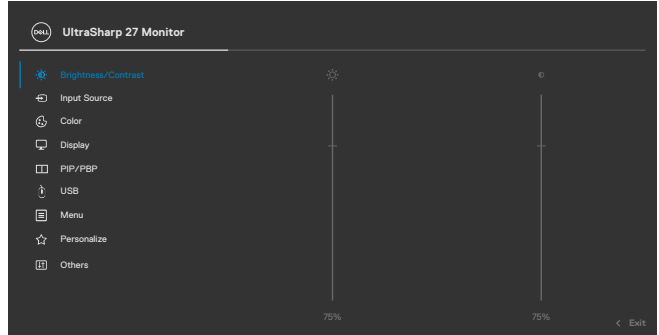 DELL UltraSharp 27 Monitor
Brightness/Contrast
Input Source
Color
Display
PIP/PBP
USB
Menu
Personalize
Others
75% 75%
Exit